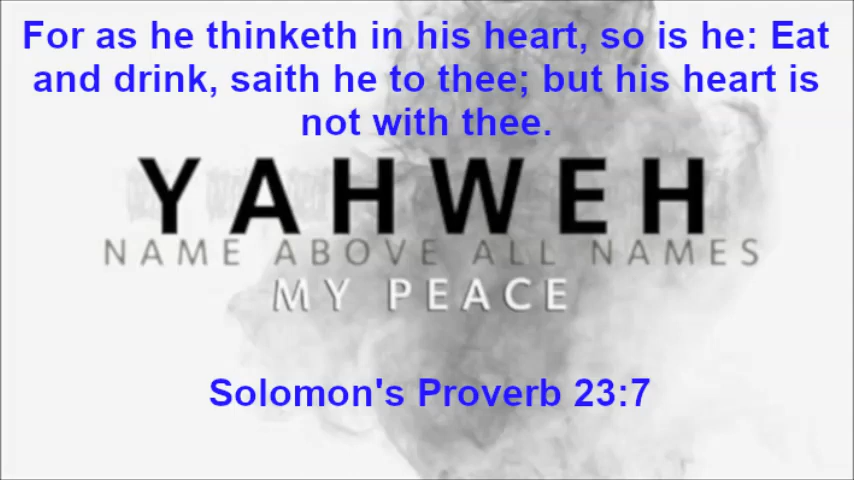 For as he thinketh in his heart, so is he: Eat
and drink, saith he to thee; but his heart is
not with thee.
YAHWEH
NAME ABOVE ALL NAMES
MY PEACE
Solomon's Proverb 23:7